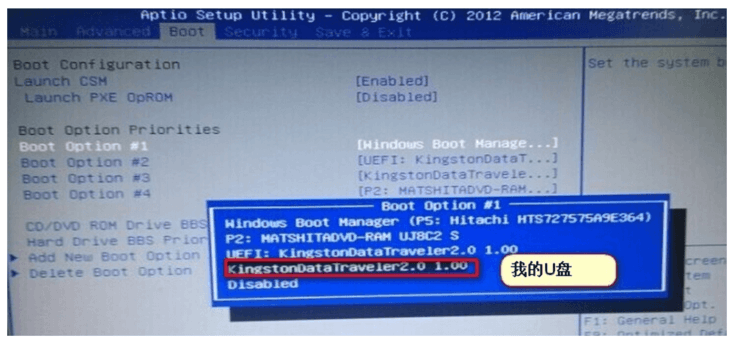 Aptio Setup Utility - Copyright (C) 2012 American Megatrends, Inc.
Main Advanced Boot Security Save & Exit
Boot Configuration
Set the system b
Launch CSM [Enabled]
Launch PXE OpROM [Disabled]
Boot Option Priorities
Boot Option #1 [Windows Boot Manage...]
Boot Option #2 [UEFI: KingstonDataT...]
Boot Option #3 [KingstonDataTravele...]
Boot Option #4 [P2: MATSHITADVD-RAM...]
Boot Option #1
Windows Boot Manager (P5: Hitachi HTS727575A9E364)
CD/DVD ROM Drive BBS
P2: MATSHITADVD-RAM UJ8C2 S
Hard Drive BBS Prior
UEFI: KingstonDataTraveler2.0 1.00
Add New Boot Option
KingstonDataTraveler2.0 1.00
我的U盘
creen
Delete Boot Option
tem
Disabled
t
Opt.
F1: General Help
F9: Optimized Defa